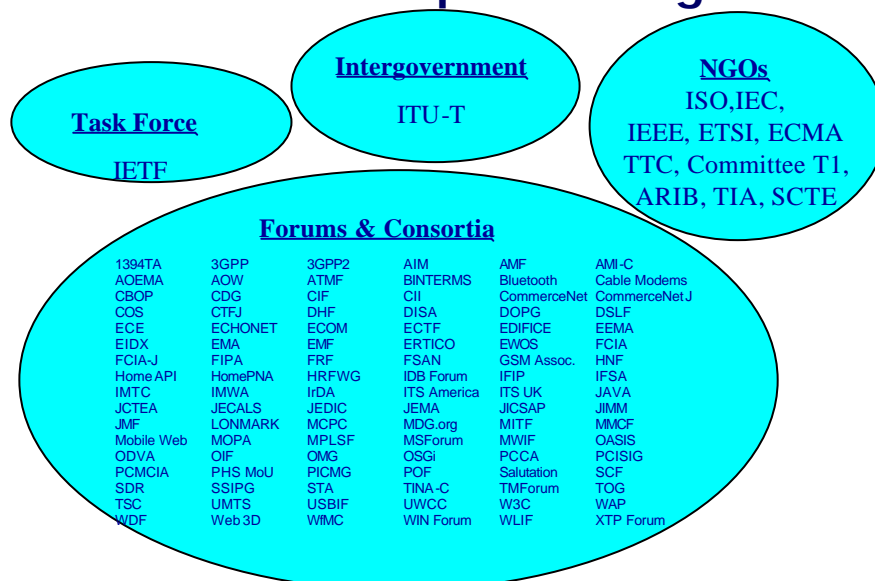 Intergovernment
ITU-T
NGOs
ISO,IEC,
IEEE, ETSI, ECMA
TTC, Committee T1,
ARIB, TIA, SCTE
Task Force
IETF
Forums & Consortia
1394TA 3GPP 3GPP2 AIM AMF AMI-C
AOEMA AOW ATMF BINTERMS Bluetooth Cable Modems
CBOP CDG CIF CII CommerceNet CommerceNet J
COS CTFJ DHF DISA DOPG DSLF
ECE ECHONET ECOM ECTF EDIFICE EEMA
EIDX EMA EMF ERTICO EWOS FCIA
FCIA-J FIPA FRF FSAN GSM Assoc. HNF
Home API HomePNA HRFWG IDB Forum IFIP IFSA
IMTC IMWA IrDA ITS America ITS UK JAVA
JCTEA JECALS JEDIC JEMA JICSAP JIMM
JMF LONMARK MCPC MDG.org MITF MMCF
Mobile Web MOPA MPLSF MSForum MWIF OASIS
ODVA OIF OMG OSGi PCCA PCISIG
PCMCIA PHS MoU PICMG POF Salutation SCF
SDR SSIPG STA TINA-C TMForum TOG
TSC UMTS USBIF UWCC W3C WAP
WDF Web 3D WfMC WIN Forum WLIF XTP Forum